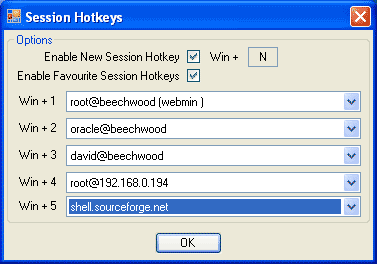 Session Hotkeys
Options
Enable New Session Hotkey Win + N
Enable Favourite Session Hotkeys
Win + 1 root@beechwood (webmin )
Win + 2 oracle@beechwood
Win + 3 david@beechwood
Win + 4 root@192.168.0.194
Win + 5 shell.sourceforge.net
OK